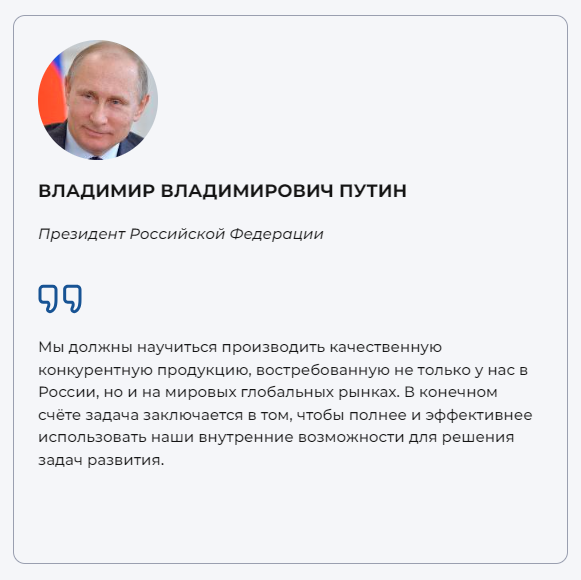 ВЛАДИМИР ВЛАДИМИРОВИЧ ПУТИН
Президент Российской Федерации
Мы должны научиться производить качественную
конкурентную продукцию, востребованную не только у нас в
России, но и на мировых глобальных рынках. В конечном
счёте задача заключается в том, чтобы полнее и эффективнее
использовать наши внутренние возможности для решения
задач развития.